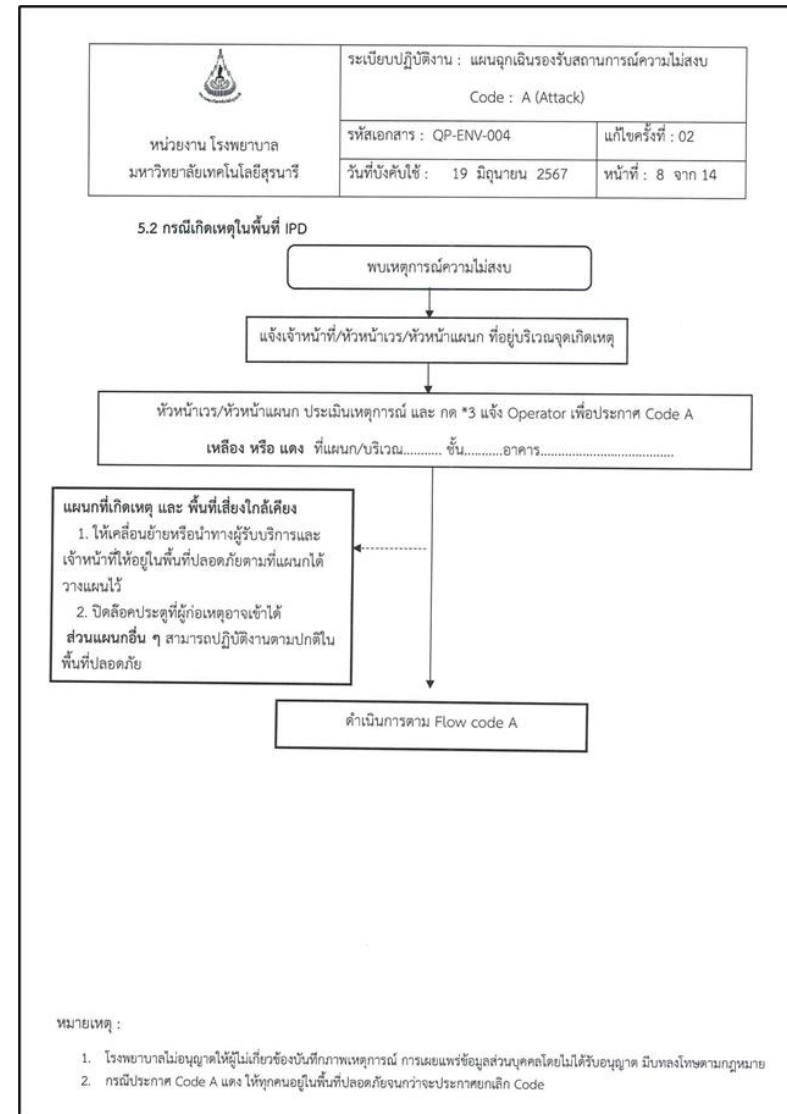 ระเบียบปฏิบัติงาน : แผนฉุกเฉินรองรับสถานการณ์ความไม่สงบ
Code : A (Attack)
หน่วยงาน โรงพยาบาล
มหาวิทยาลัยเทคโนโลยีสุรนารี
รหัสเอกสาร : QP-ENV-004
แก้ไขครั้งที่ : 02
วันที่บังคับใช้ : 19 มิถุนายน 2567
หน้าที่ : 8 จาก 14
5.2 กรณีเกิดเหตุในพื้นที่ IPD
พบเหตุการณ์ความไม่สงบ
แจ้งเจ้าหน้าที่/หัวหน้าเวร/หัวหน้าแผนก ที่อยู่บริเวณจุดเกิดเหตุ
หัวหน้าเวร/หัวหน้าแผนก ประเมินเหตุการณ์ และ กด *3 แจ้ง Operator เพื่อประกาศ Code A
เหลือง หรือ แดง ที่แผนก/บริเวณ........... ชั้น...........อาคาร......................................
แผนกที่เกิดเหตุ และ พื้นที่เสี่ยงใกล้เคียง
1. ให้เคลื่อนย้ายหรือนำทางผู้รับบริการและ
เจ้าหน้าที่ให้อยู่ในพื้นที่ปลอดภัยตามที่แผนกได้
วางแผนไว้
2. ปิดล๊อคประตูที่ผู้ก่อเหตุอาจเข้าได้
ส่วนแผนกอื่น ๆ สามารถปฏิบัติงานตามปกติใน
พื้นที่ปลอดภัย
ดำเนินการตาม Flow code A
หมายเหตุ :
1. โรงพยาบาลไม่อนุญาตให้ผู้ไม่เกี่ยวข้องบันทึกภาพเหตุการณ์ การเผยแพร่ข้อมูลส่วนบุคคลโดยไม่ได้รับอนุญาต มีบทลงโทษตามกฎหมาย
2. กรณีประกาศ Code A แดง ให้ทุกคนอยู่ในพื้นที่ปลอดภัยจนกว่าจะประกาศยกเลิก Code